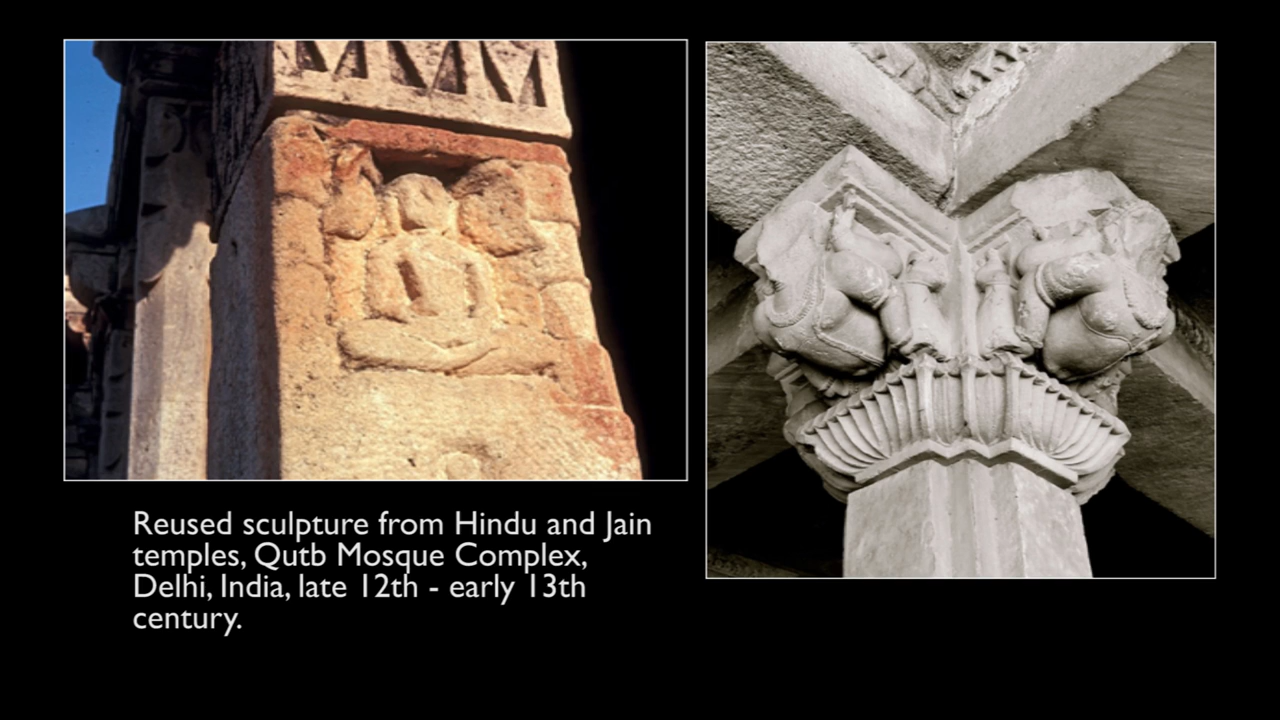 Reused sculpture from Hindu and Jain
temples, Qutb Mosque Complex,
Delhi, India, late 12th - early 13th
century.